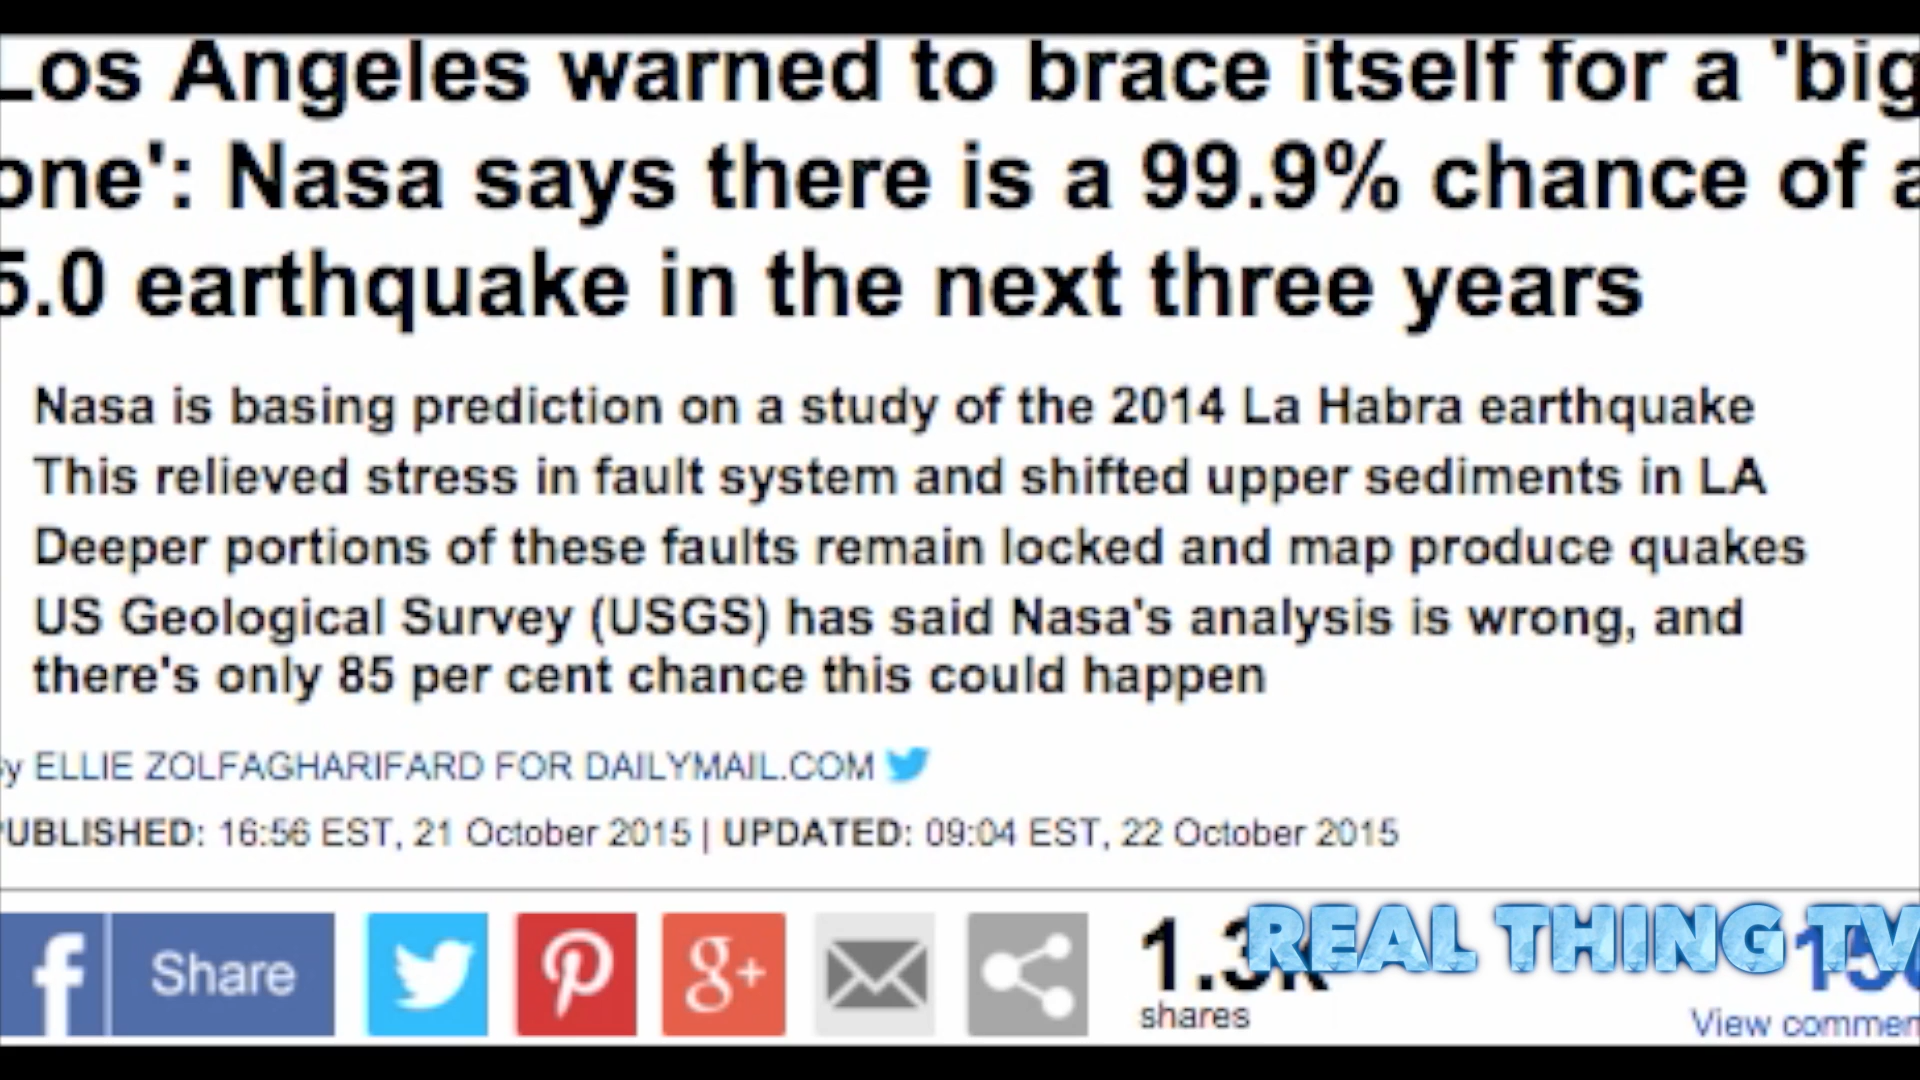 Los Angeles warned to brace itself for a 'big
one': Nasa says there is a 99.9% chance of a
5.0 earthquake in the next three years
Nasa is basing prediction on a study of the 2014 La Habra earthquake
This relieved stress in fault system and shifted upper sediments in LA
Deeper portions of these faults remain locked and map produce quakes
US Geological Survey (USGS) has said Nasa's analysis is wrong, and
there's only 85 per cent chance this could happen
By ELLIE ZOLFAGHARIFARD FOR DAILYMAIL.COM
PUBLISHED: 16:56 EST, 21 October 2015 | UPDATED: 09:04 EST, 22 October 2015
f Share
g+
1.3k
REAL THING TV
shares
View